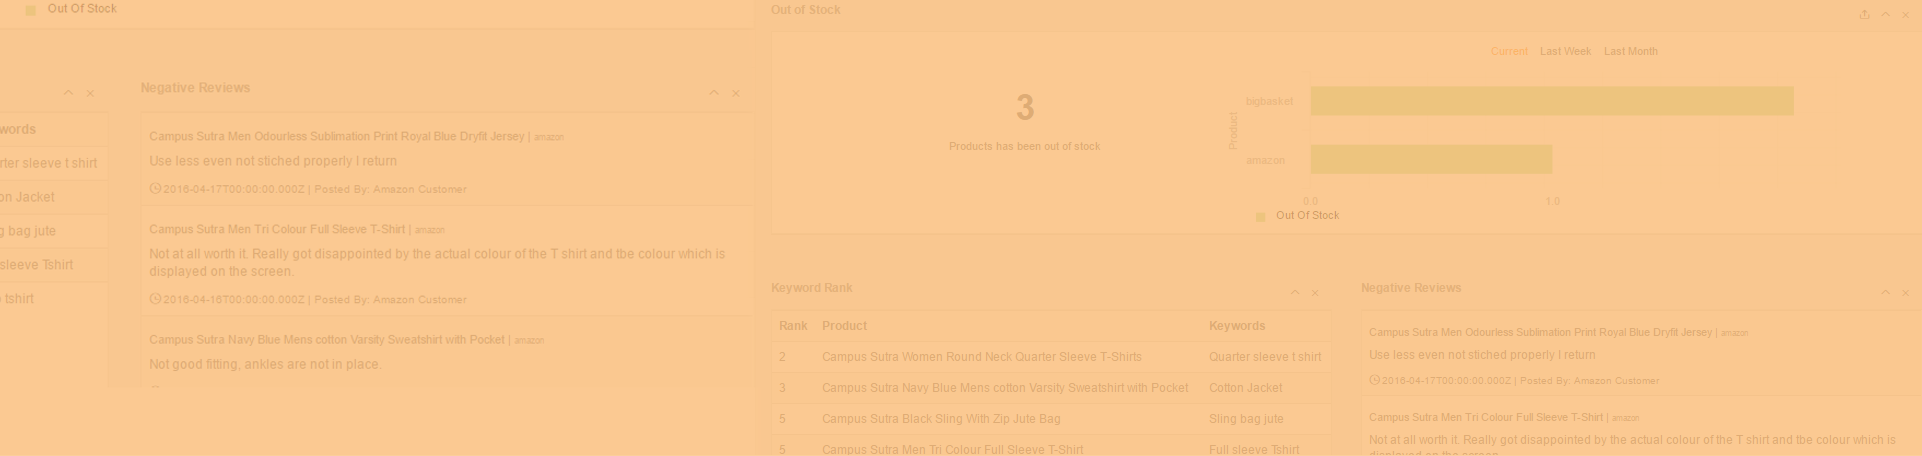 Out Of Stock
words
rter sleeve t shirt
on Jacket
g bag jute
sleeve Tshirt
tshirt
Negative Reviews
Campus Sutra Men Odourless Sublimation Print Royal Blue Dryfit Jersey | amazon
Use less even not stiched properly I return
2016-04-17T00:00:00.000Z | Posted By: Amazon Customer
Campus Sutra Men Tri Colour Full Sleeve T-Shirt | amazon
Not at all worth it. Really got disappointed by the actual colour of the T shirt and tbe colour which is
displayed on the screen.
2016-04-16T00:00:00.000Z | Posted By: Amazon Customer
Campus Sutra Navy Blue Mens cotton Varsity Sweatshirt with Pocket | amazon
Not good fitting, ankles are not in place.
Out of Stock
3
Products has been out of stock
Current Last Week Last Month
Product
bigbasket
amazon
0.0 1.0
Out Of Stock
Keyword Rank
Rank Product Keywords
2 Campus Sutra Women Round Neck Quarter Sleeve T-Shirts Quarter sleeve t shirt
3 Campus Sutra Navy Blue Mens cotton Varsity Sweatshirt with Pocket Cotton Jacket
5 Campus Sutra Black Sling With Zip Jute Bag Sling bag jute
5 Campus Sutra Men Tri Colour Full Sleeve T-Shirt Full sleeve Tshirt
Negative Reviews
Campus Sutra Men Odourless Sublimation Print Royal Blue Dryfit Jersey | amazon
Use less even not stiched properly I return
2016-04-17T00:00:00.000Z | Posted By: Amazon Customer
Campus Sutra Men Tri Colour Full Sleeve T-Shirt | amazon
Not at all worth it. Really got disappointed by the actual colour of the T shirt and tbe colour which is
displayed on the screen.